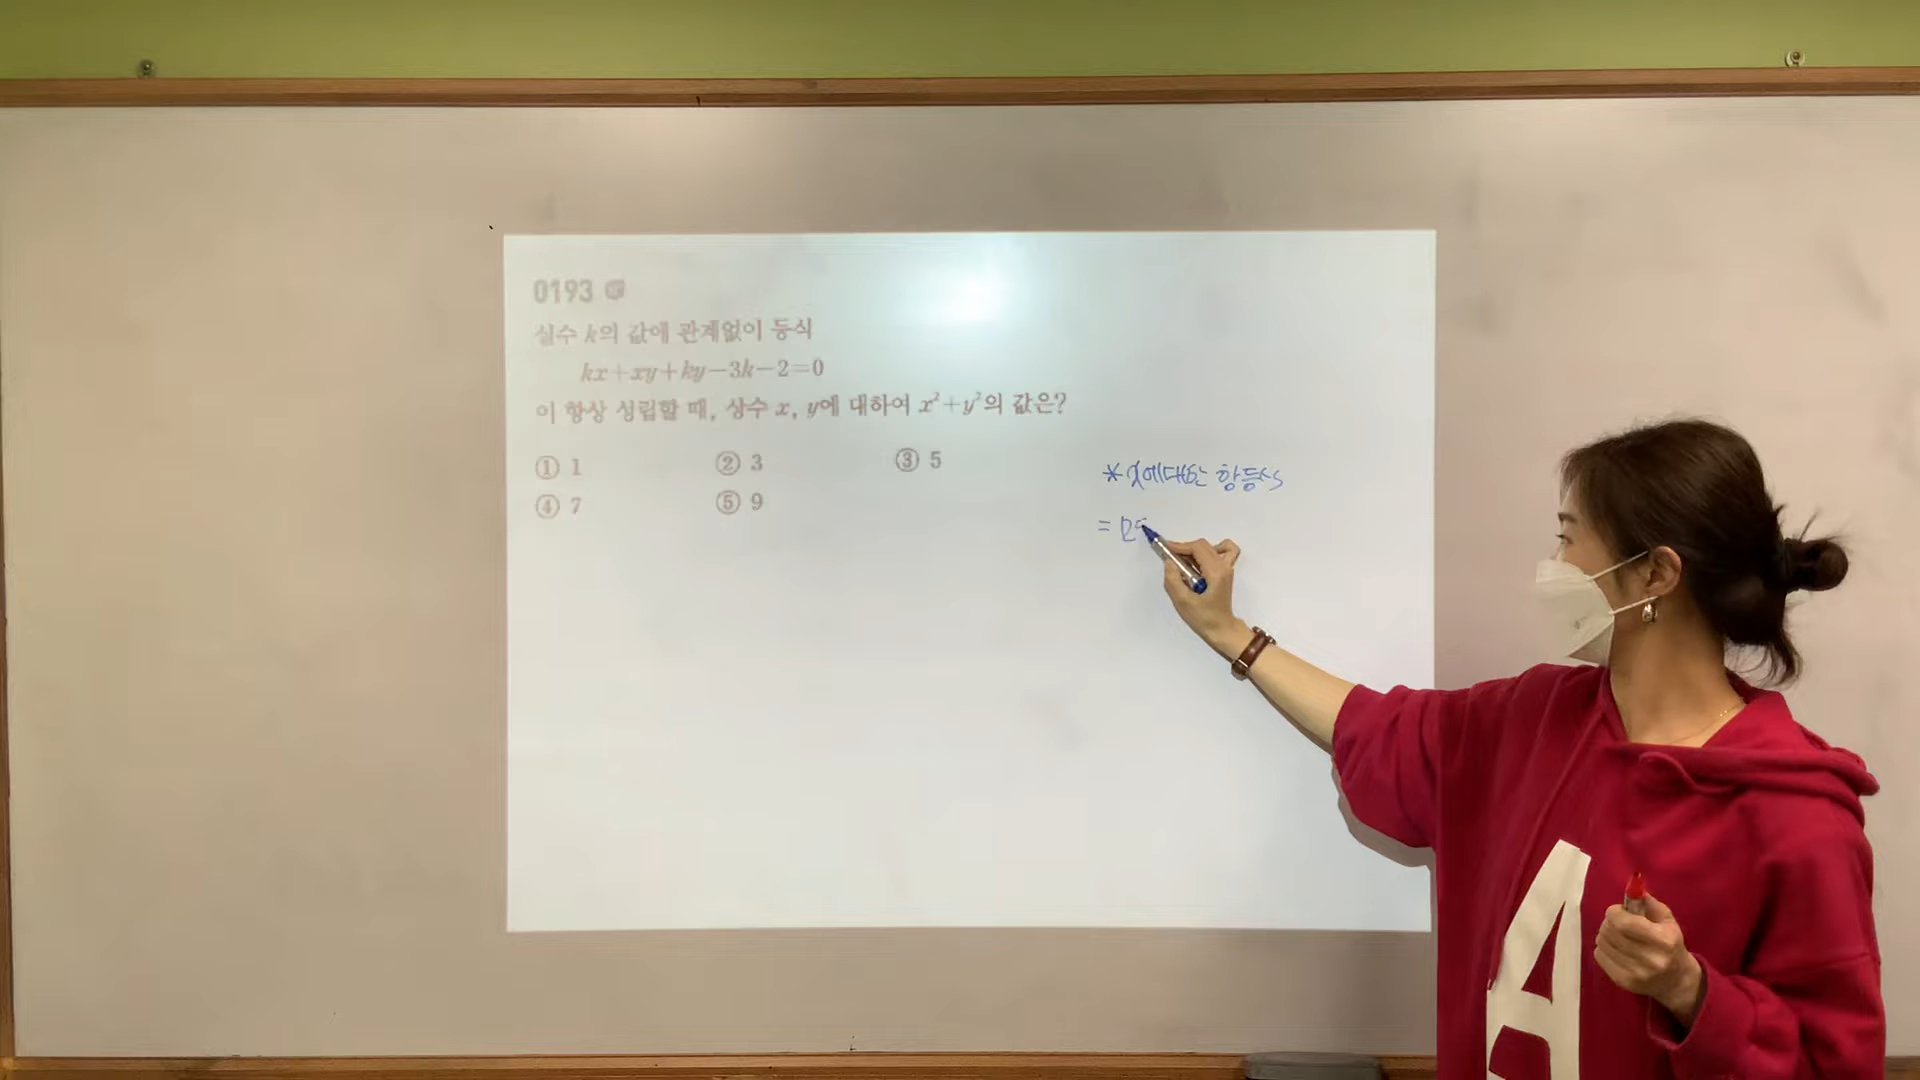 0193
실수 k의 값에 관계없이 등식
kx+xy+ky-3k-2=0
이 항상 성립할 때, 상수 x, y에 대하여 x²+y²의 값은?
① 1 ② 3 ③ 5
④ 7 ⑤ 9
* x에대한 항등식
=
A